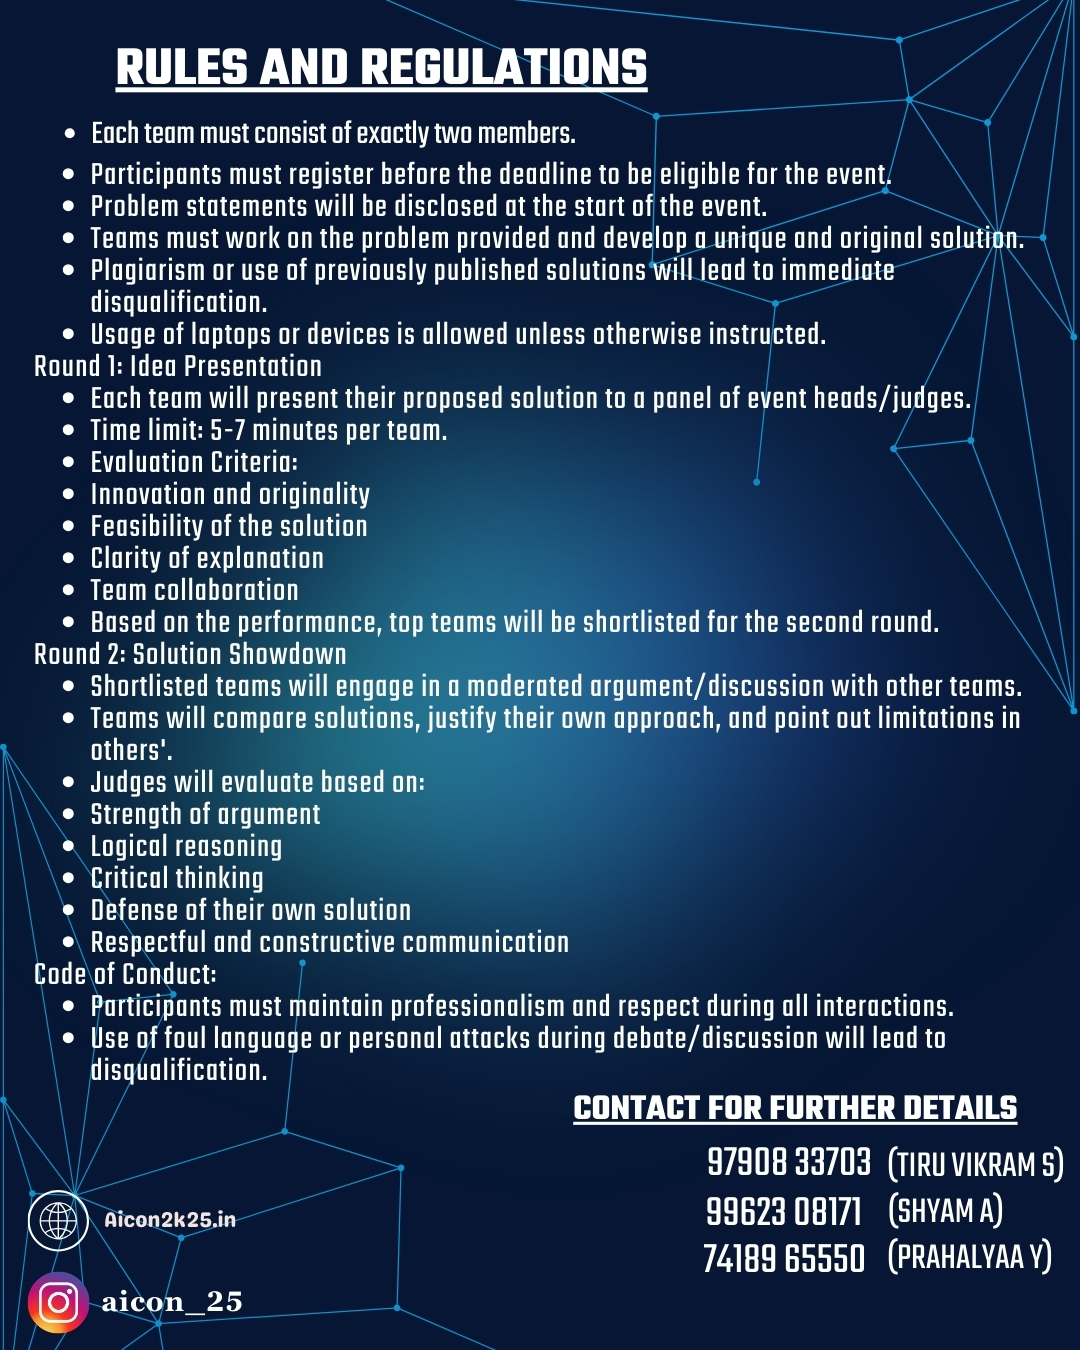 RULES AND REGULATIONS
• Each team must consist of exactly two members.
• Participants must register before the deadline to be eligible for the event.
• Problem statements will be disclosed at the start of the event.
• Teams must work on the problem provided and develop a unique and original solution.
• Plagiarism or use of previously published solutions will lead to immediate
disqualification.
• Usage of laptops or devices is allowed unless otherwise instructed.
Round 1: Idea Presentation
• Each team will present their proposed solution to a panel of event heads/judges.
• Time limit: 5-7 minutes per team.
• Evaluation Criteria:
• Innovation and originality
• Feasibility of the solution
• Clarity of explanation
• Team collaboration
• Based on the performance, top teams will be shortlisted for the second round.
Round 2: Solution Showdown
• Shortlisted teams will engage in a moderated argument/discussion with other teams.
• Teams will compare solutions, justify their own approach, and point out limitations in
others'.
• Judges will evaluate based on:
• Strength of argument
• Logical reasoning
• Critical thinking
• Defense of their own solution
• Respectful and constructive communication
Code of Conduct:
• Participants must maintain professionalism and respect during all interactions.
• Use of foul language or personal attacks during debate/discussion will lead to
disqualification.
CONTACT FOR FURTHER DETAILS
97908 33703 (TIRU VIKRAM S)
99623 08171 (SHYAM A)
74189 65550 (PRAHALYAA Y)
Aicon2k25.in
aicon_25